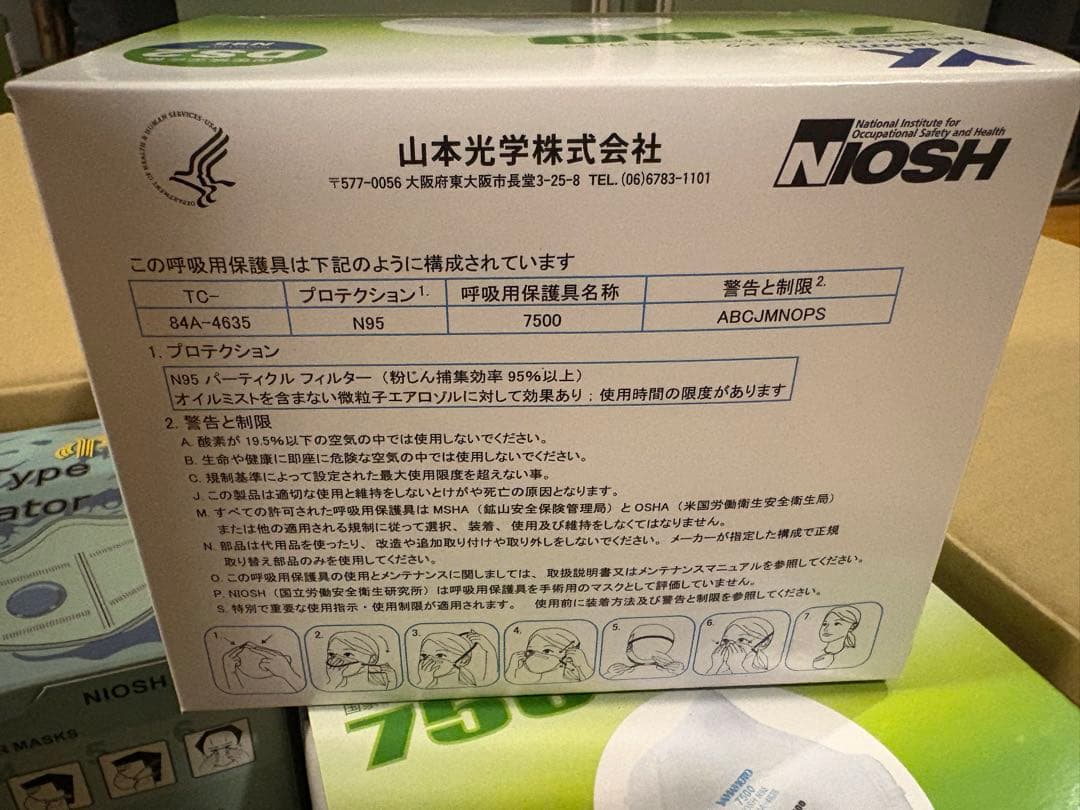 7500
YAMAMOTO
N95
DEPARTMENT OF HEALTH & HUMAN SERVICES・USA
山本光学株式会社
〒577-0056 大阪府東大阪市長堂3-25-8 TEL.(06)6783-1101
National Institute for
Occupational Safety and Health
NIOSH
この呼吸用保護具は下記のように構成されています
TC- プロテクション1. 呼吸用保護具名称 警告と制限2.
84A-4635 N95 7500 ABCJMNOPS
1. プロテクション
N95 パーティクル フィルター（粉じん捕集効率 95%以上）
オイルミストを含まない微粒子エアロゾルに対して効果あり；使用時間の限度があります
2. 警告と制限
A. 酸素が 19.5%以下の空気の中では使用しないでください。
B. 生命や健康に即座に危険な空気の中では使用しないでください。
C. 規制基準によって設定された最大使用限度を超えない事。
J. この製品は適切な使用と維持をしないとけがや死亡の原因となります。
M. すべての許可された呼吸用保護具は MSHA（鉱山安全保険管理局）と OSHA（米国労働衛生安全衛生局）
または他の適用される規制に従って選択、装着、使用及び維持をしなくてはなりません。
N. 部品は代用品を使ったり、改造や追加取り付けや取り外しをしないでください。メーカーが指定した構成で正規
取り替え部品のみを使用してください。
O. この呼吸用保護具の使用とメンテナンスに関しましては、取扱説明書又はメンテナンスマニュアルを参照してください。
P. NIOSH（国立労働安全衛生研究所）は呼吸用保護具を手術用のマスクとして評価していません。
S. 特別で重要な使用指示・使用制限が適用されます。 使用前に装着方法及び警告と制限を参照してください。
1. 2. 3. 4. 5. 6. 7.
Type
ator
NIOSH
R MASKS
国家
750
YAMAMOTO
7500